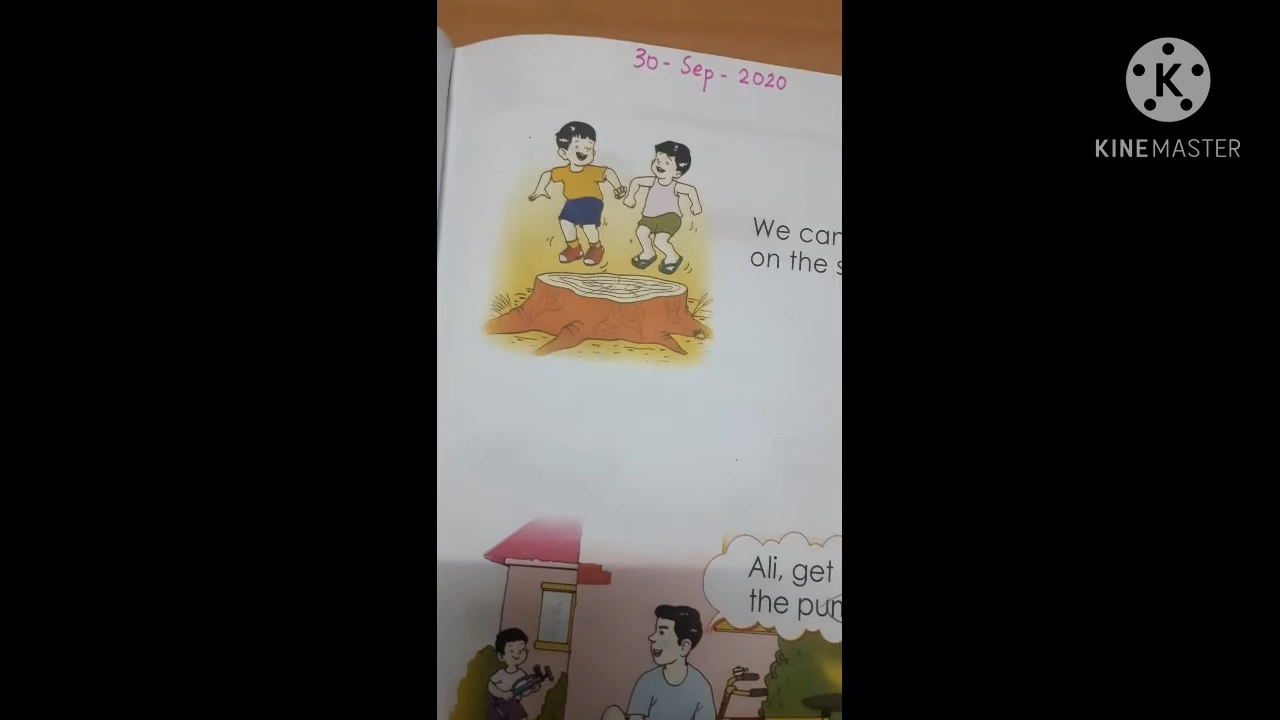 30 - Sep - 2020
We can
on the
Ali, get
the
K
KINEMASTER